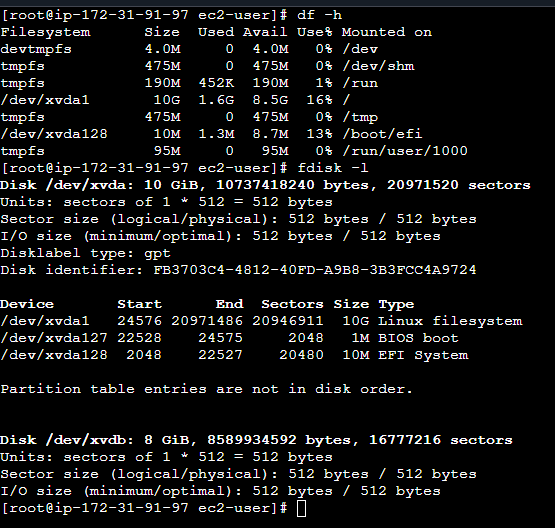 [root@ip-172-31-91-97 ec2-user]# df -h
Filesystem      Size  Used Avail Use% Mounted on
devtmpfs        4.0M     0  4.0M   0% /dev
tmpfs           475M     0  475M   0% /dev/shm
tmpfs           190M  452K  190M   1% /run
/dev/xvda1       10G  1.6G  8.5G  16% /
tmpfs           475M     0  475M   0% /tmp
/dev/xvda128     10M  1.3M  8.7M  13% /boot/efi
tmpfs            95M     0   95M   0% /run/user/1000
[root@ip-172-31-91-97 ec2-user]# fdisk -l
Disk /dev/xvda: 10 GiB, 10737418240 bytes, 20971520 sectors
Units: sectors of 1 * 512 = 512 bytes
Sector size (logical/physical): 512 bytes / 512 bytes
I/O size (minimum/optimal): 512 bytes / 512 bytes
Disklabel type: gpt
Disk identifier: FB3703C4-4812-40FD-A9B8-3B3FCC4A9724
Device       Start      End  Sectors Size Type
/dev/xvda1   24576 20971486 20946911  10G Linux filesystem
/dev/xvda127 22528    24575     2048   1M BIOS boot
/dev/xvda128  2048    22527    20480  10M EFI System
Partition table entries are not in disk order.
Disk /dev/xvdb: 8 GiB, 8589934592 bytes, 16777216 sectors
Units: sectors of 1 * 512 = 512 bytes
Sector size (logical/physical): 512 bytes / 512 bytes
I/O size (minimum/optimal): 512 bytes / 512 bytes
[root@ip-172-31-91-97 ec2-user]#